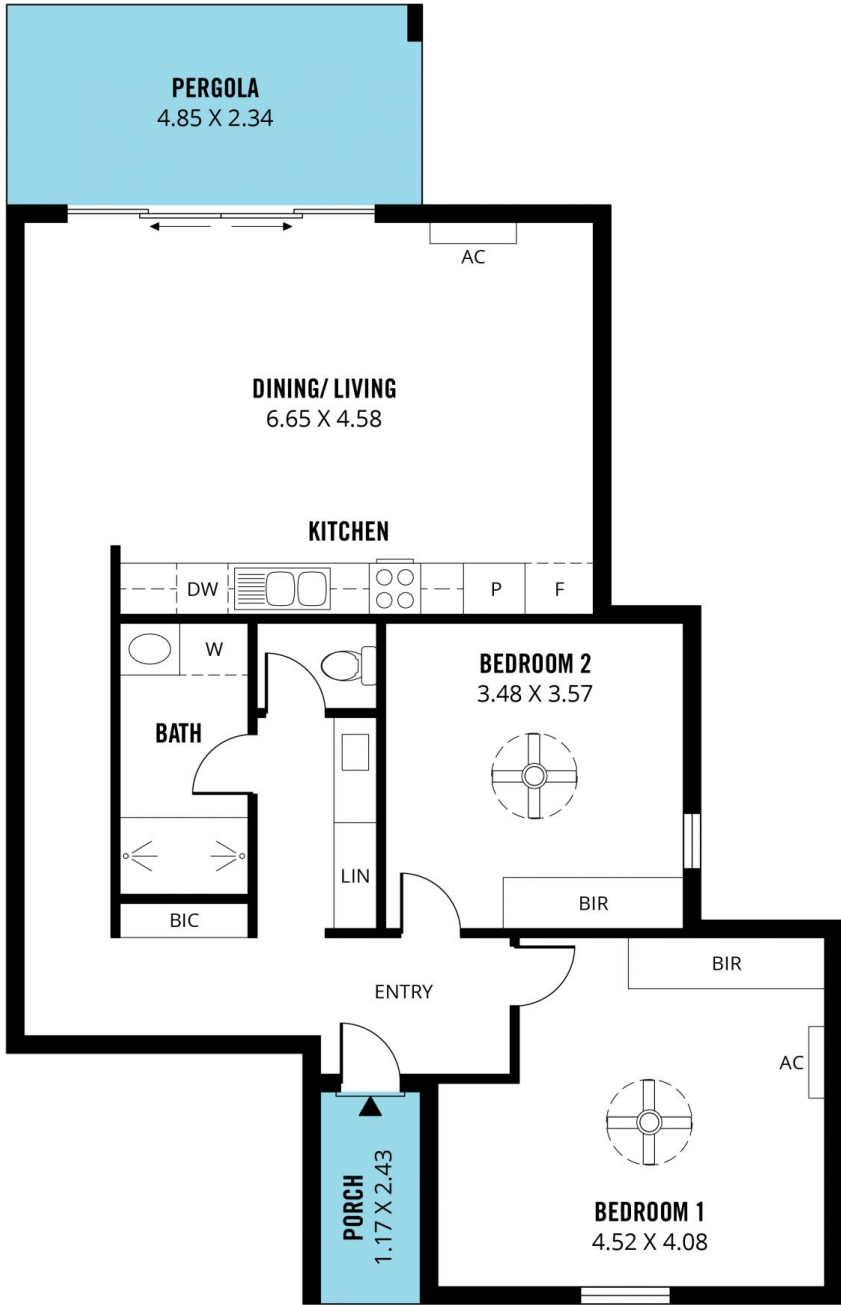 PERGOLA
4.85 X 2.34
AC
DINING/ LIVING
6.65 X 4.58
KITCHEN
DW
P
F
W
BATH
BEDROOM 2
3.48 X 3.57
LIN
BIC
BIR
ENTRY
BIR
AC
PORCH
1.17 X 2.43
BEDROOM 1
4.52 X 4.08